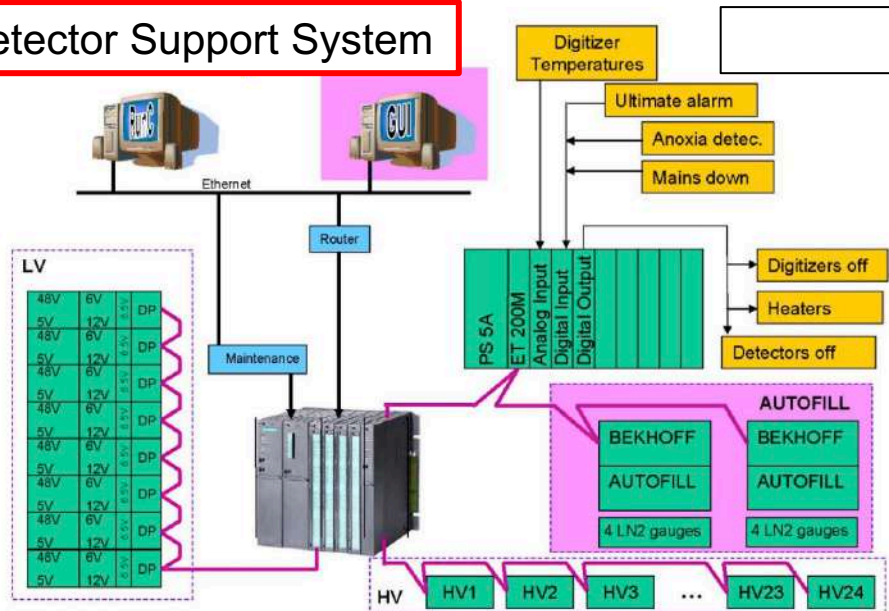 etector Support System
Digitizer
Temperatures
Ultimate alarm
Anoxia detec.
Mains down
RunC
GUI
Ethernet
Router
Maintenance
LV
48V 6V 6.5V DP
5V 12V
48V 6V 6.5V DP
5V 12V
48V 6V 6.5V DP
5V 12V
48V 6V 6.5V DP
5V 12V
48V 6V 6.5V DP
5V 12V
48V 6V 6.5V DP
5V 12V
48V 6V 6.5V DP
5V 12V
48V 6V 6.5V DP
5V 12V
PS 5A
ET 200M
Analog Input
Digital Input
Digital Output
Digitizers off
Heaters
Detectors off
AUTOFILL
BEKHOFF
AUTOFILL
4 LN2 gauges
BEKHOFF
AUTOFILL
4 LN2 gauges
HV
HV1
HV2
HV3
...
HV23
HV24